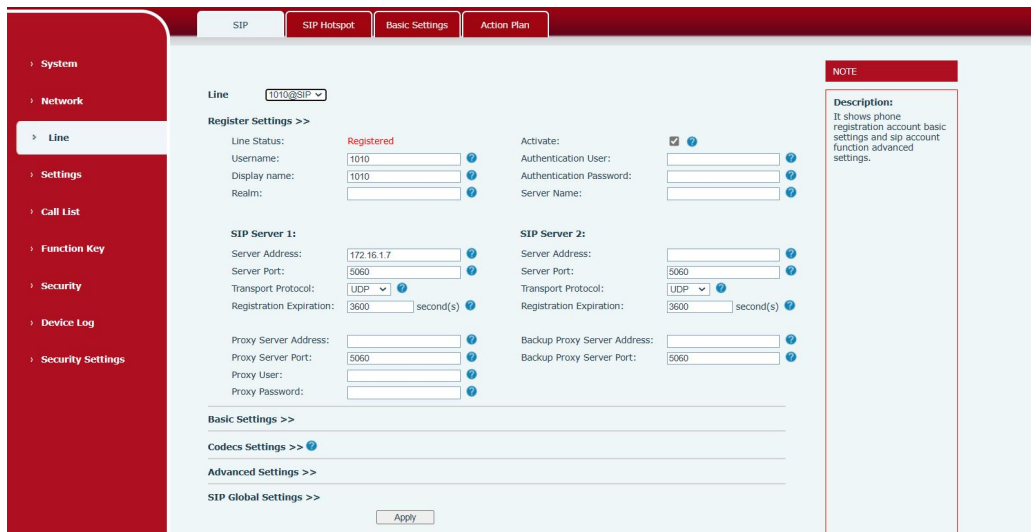 SIP SIP Hotspot Basic Settings Action Plan
› System
› Network
› Line
› Settings
› Call List
› Function Key
› Security
› Device Log
› Security Settings
Line 1010@SIP
Register Settings >>
Line Status: Registered Activate:
Username: 1010 Authentication User:
Display name: 1010 Authentication Password:
Realm: Server Name:
SIP Server 1: SIP Server 2:
Server Address: 172.16.1.7 Server Address:
Server Port: 5060 Server Port: 5060
Transport Protocol: UDP Transport Protocol: UDP
Registration Expiration: 3600 second(s) Registration Expiration: 3600 second(s)
Proxy Server Address: Backup Proxy Server Address:
Proxy Server Port: 5060 Backup Proxy Server Port: 5060
Proxy User:
Proxy Password:
Basic Settings >>
Codecs Settings >>
Advanced Settings >>
SIP Global Settings >>
Apply
NOTE
Description:
It shows phone
registration account basic
settings and sip account
function advanced
settings.